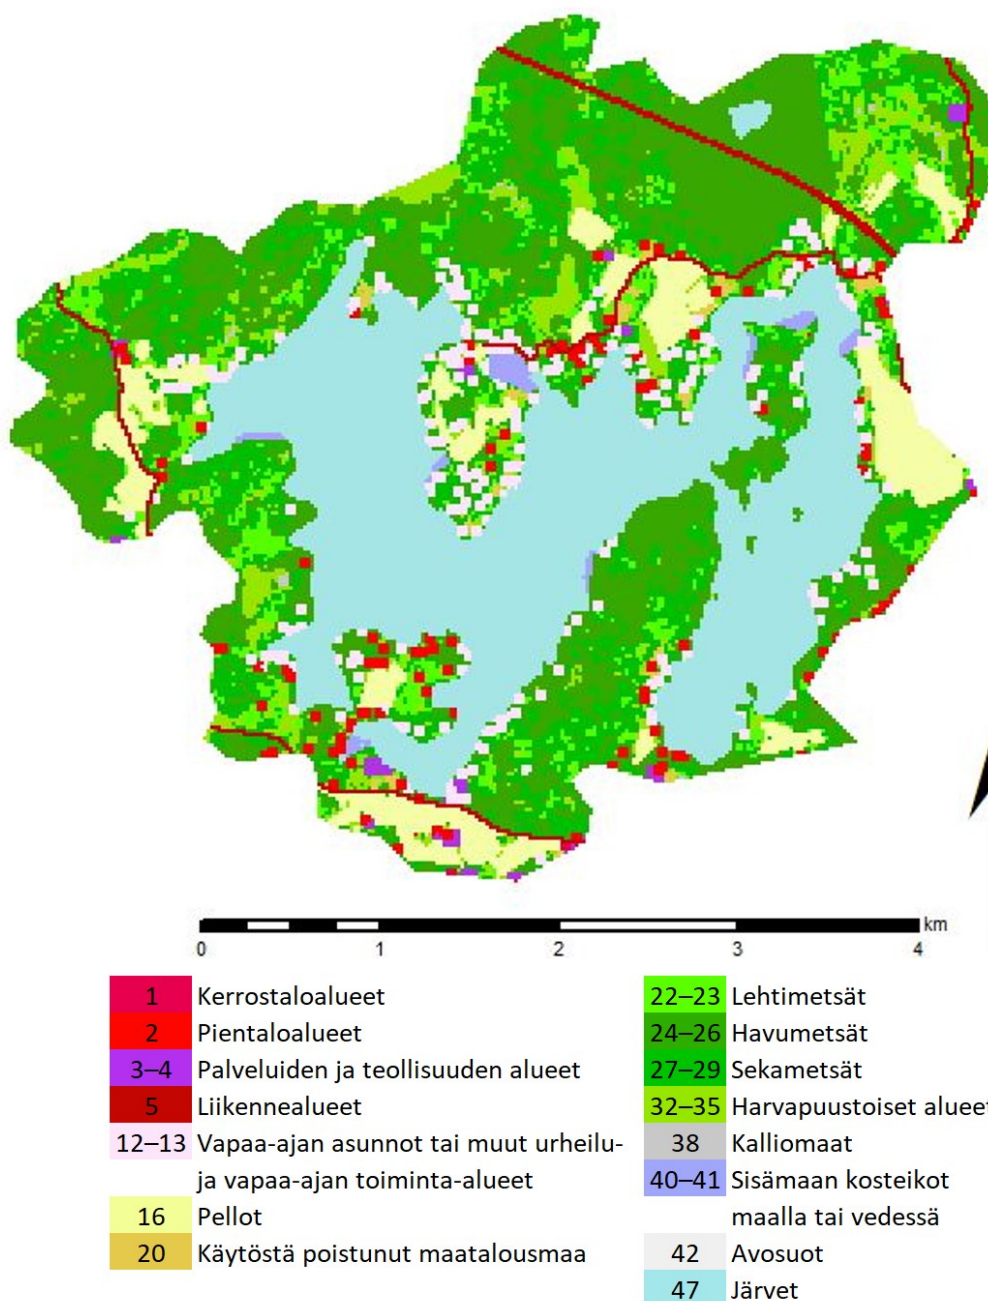 km
0 1 2 3 4
1 Kerrostaloalueet
2 Pientaloalueet
3–4 Palveluiden ja teollisuuden alueet
5 Liikennealueet
12–13 Vapaa-ajan asunnot tai muut urheilu-
ja vapaa-ajan toiminta-alueet
16 Pellot
20 Käytöstä poistunut maatalousmaa
22–23 Lehtimetsät
24–26 Havumetsät
27–29 Sekametsät
32–35 Harvapuustoiset alueet
38 Kalliomaat
40–41 Sisämaan kosteikot
maalla tai vedessä
42 Avosuot
47 Järvet